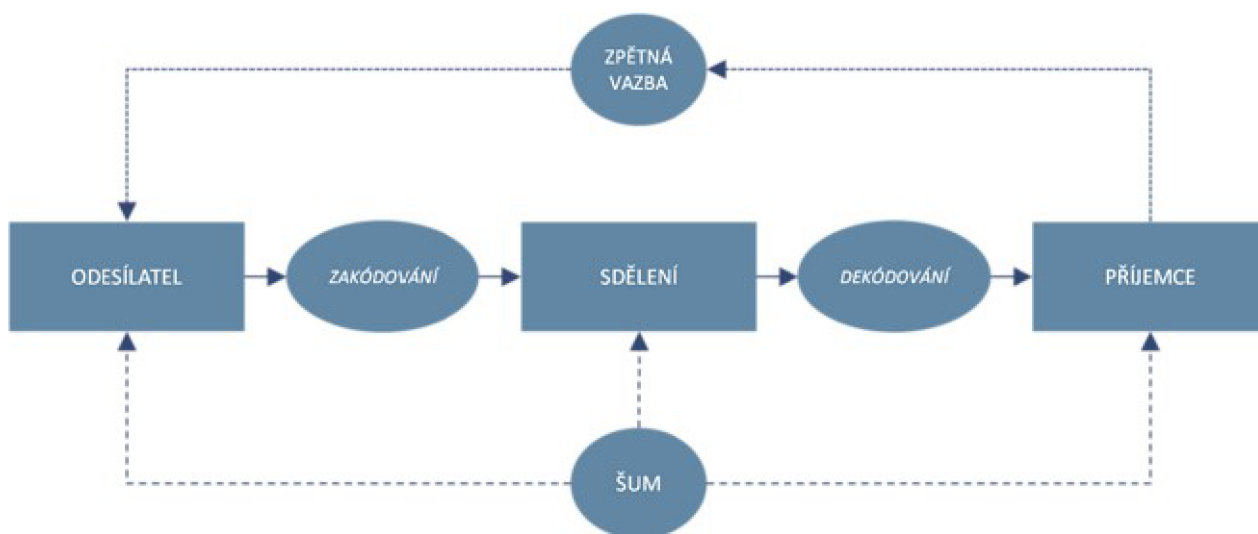 ZPĚTNÁ
VAZBA
ODESÍLATEL
ZAKÓDOVÁNÍ
SDĚLENÍ
DEKÓDOVÁNÍ
PŘÍJEMCE
ŠUM